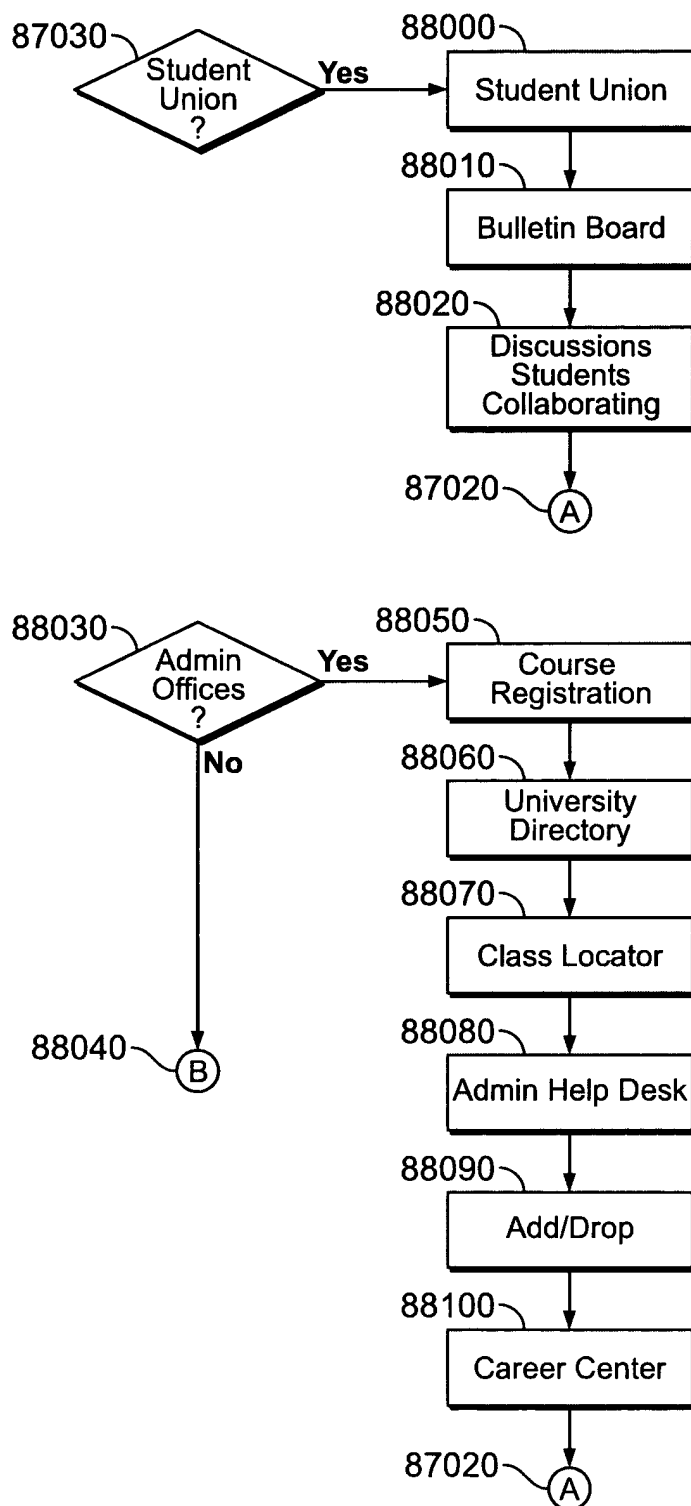 87030
Student
Union
?
Yes
88000
Student Union
88010
Bulletin Board
88020
Discussions
Students
Collaborating
87020
A
88030
Admin
Offices
?
Yes
No
88050
Course
Registration
88060
University
Directory
88070
Class Locator
88040
B
88080
Admin Help Desk
88090
Add/Drop
88100
Career Center
87020
A